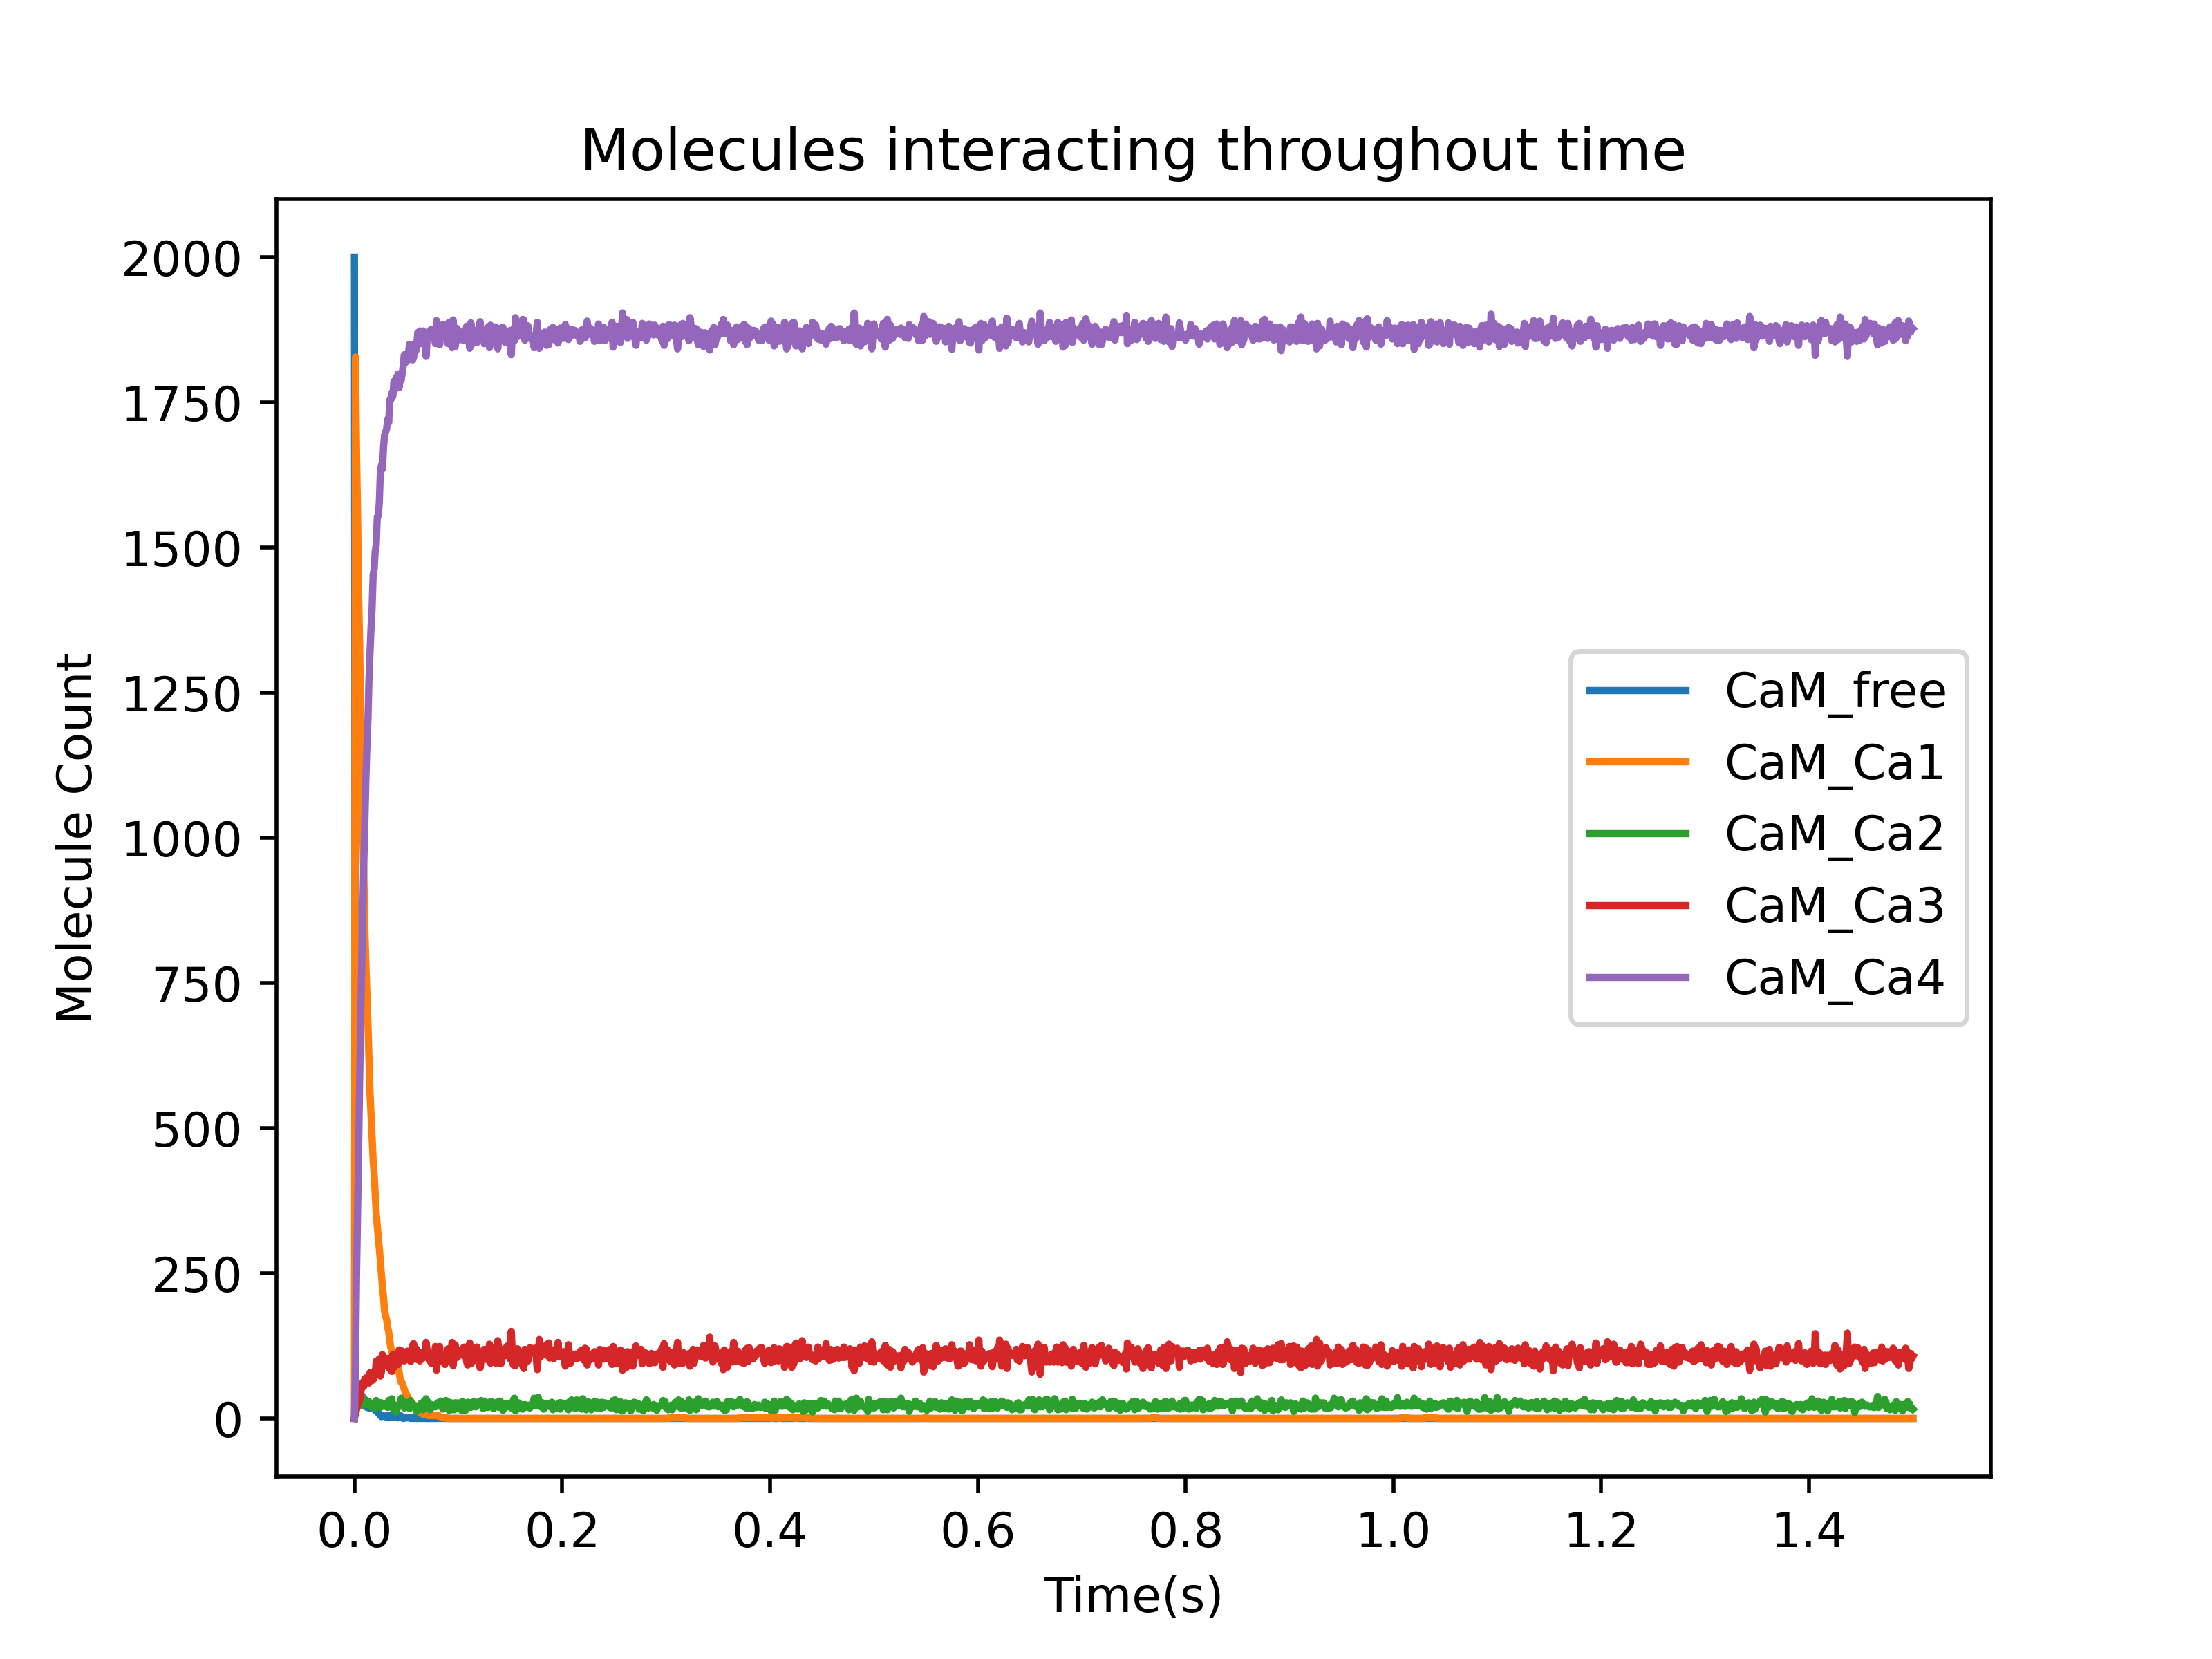 Molecules interacting throughout time
Molecule Count
2000
1750
1500
1250
1000
750
500
250
0
CaM_free
CaM_Ca1
CaM_Ca2
CaM_Ca3
CaM_Ca4
0.0 0.2 0.4 0.6 0.8 1.0 1.2 1.4
Time(s)